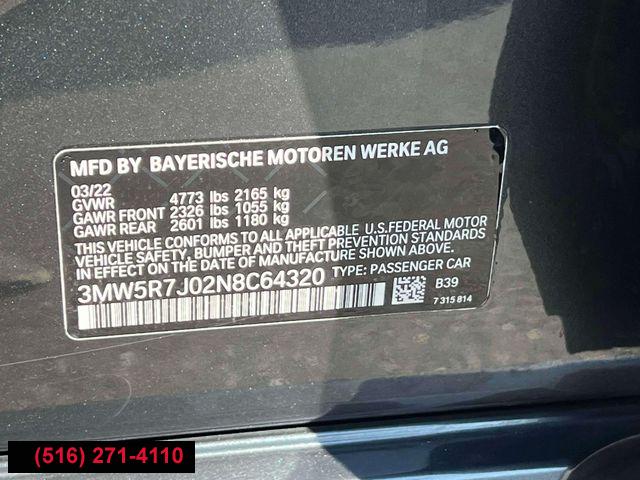 MFD BY BAYERISCHE MOTOREN WERKE AG
03/22
GVWR 4773 lbs 2165 kg
GAWR FRONT 2326 lbs 1055 kg
GAWR REAR 2601 lbs 1180 kg
THIS VEHICLE CONFORMS TO ALL APPLICABLE U.S.FEDERAL MOTOR
VEHICLE SAFETY, BUMPER AND THEFT PREVENTION STANDARDS
IN EFFECT ON THE DATE OF MANUFACTURE SHOWN ABOVE.
3MW5R7J02N8C64320 TYPE: PASSENGER CAR
B39
7 315 814
(516) 271-4110